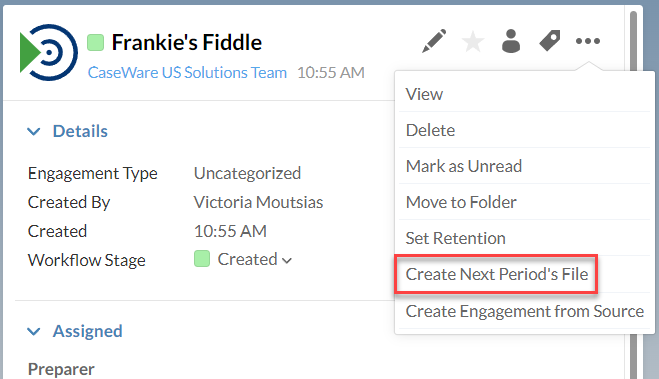 Frankie's Fiddle
CaseWare US Solutions Team 10:55 AM
View
Delete
Mark as Unread
Move to Folder
Set Retention
Create Next Period's File
Create Engagement from Source
Details
Engagement Type Uncategorized
Created By Victoria Moutsias
Created 10:55 AM
Workflow Stage Created
Assigned
Preparer